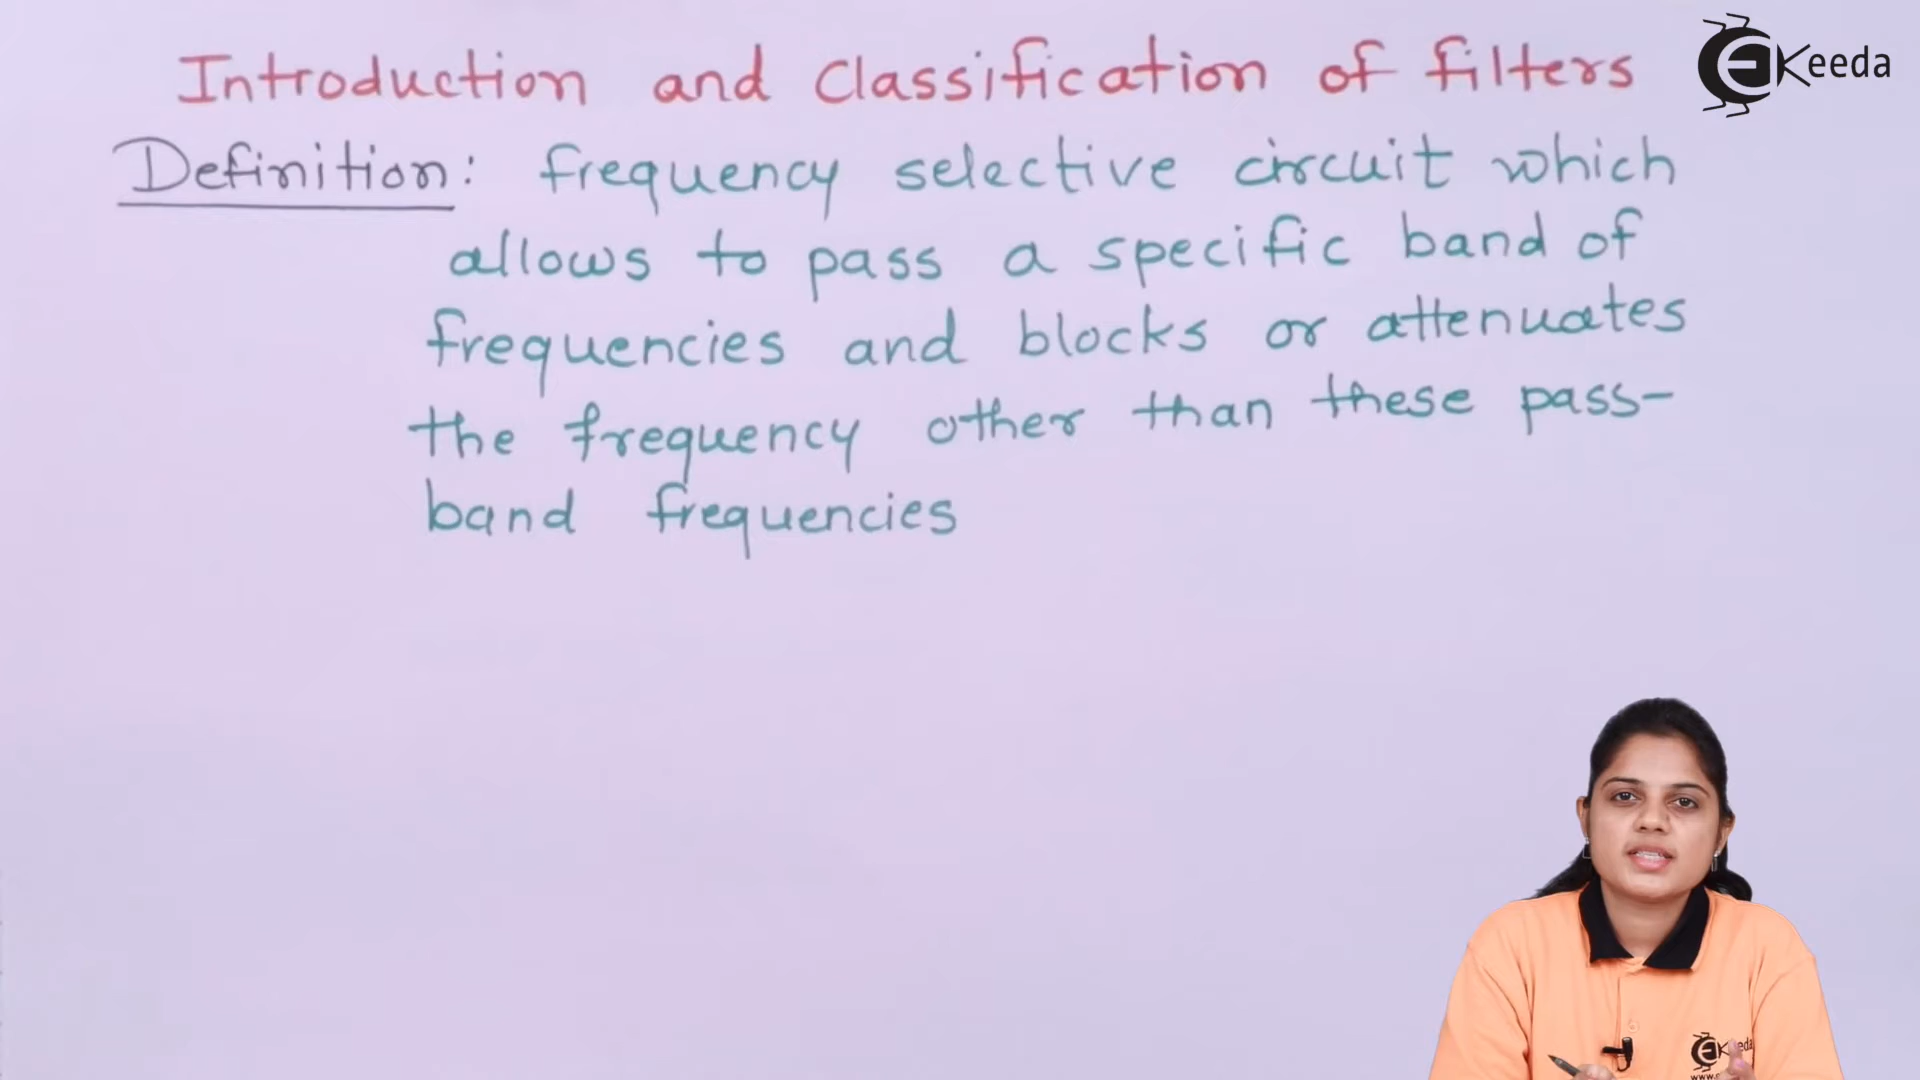 Introduction and Classification of filters
EKeeda
Definition: frequency selective circuit which
allows to pass a specific band of
frequencies and blocks or attenuates
the frequency other than these pass-
band frequencies